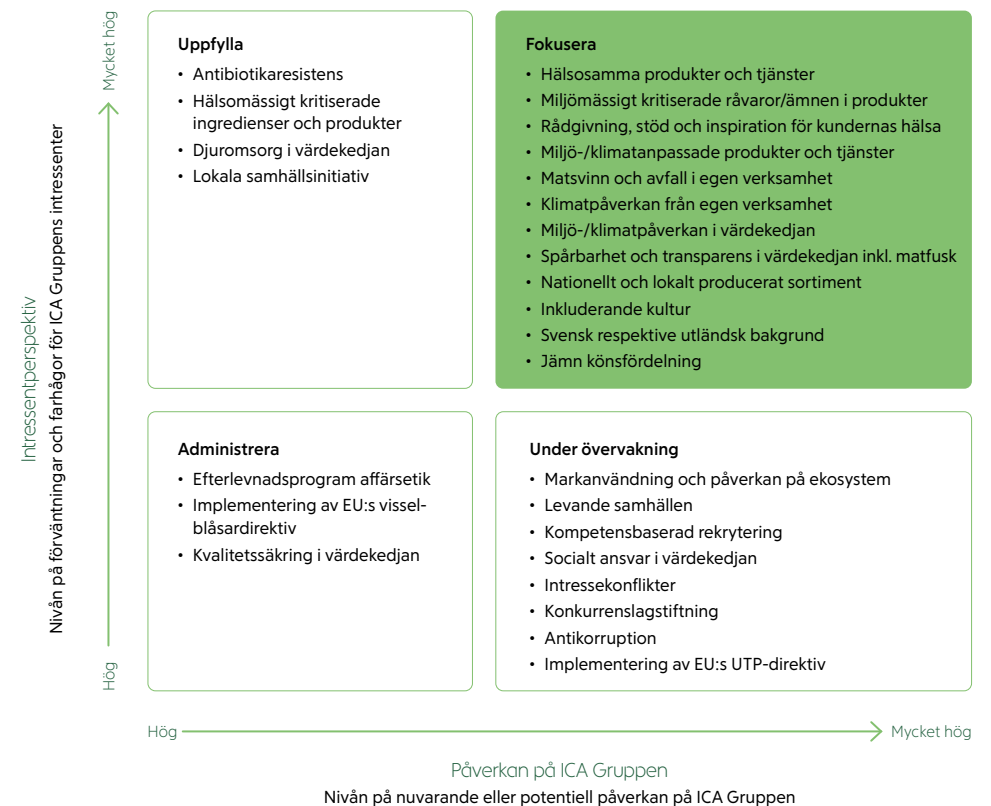 Intressentperspektiv
Nivån på förväntningar och farhågor för ICA Gruppens intressenter
Mycket hög
Hög
Uppfylla
• Antibiotikaresistens
• Hälsomässigt kritiserade
ingredienser och produkter
• Djuromsorg i värdekedjan
• Lokala samhällsinitiativ
Fokusera
• Hälsosamma produkter och tjänster
• Miljömässigt kritiserade råvaror/ämnen i produkter
• Rådgivning, stöd och inspiration för kundernas hälsa
• Miljö-/klimatanpassade produkter och tjänster
• Matsvinn och avfall i egen verksamhet
• Klimatpåverkan från egen verksamhet
• Miljö-/klimatpåverkan i värdekedjan
• Spårbarhet och transparens i värdekedjan inkl. matfusk
• Nationellt och lokalt producerat sortiment
• Inkluderande kultur
• Svensk respektive utländsk bakgrund
• Jämn könsfördelning
Administrera
• Efterlevnadsprogram affärsetik
• Implementering av EU:s vissel-
blåsardirektiv
• Kvalitetssäkring i värdekedjan
Under övervakning
• Markanvändning och påverkan på ekosystem
• Levande samhällen
• Kompetensbaserad rekrytering
• Socialt ansvar i värdekedjan
• Intressekonflikter
• Konkurrenslagstiftning
• Antikorruption
• Implementering av EU:s UTP-direktiv
Hög
Mycket hög
Påverkan på ICA Gruppen
Nivån på nuvarande eller potentiell påverkan på ICA Gruppen